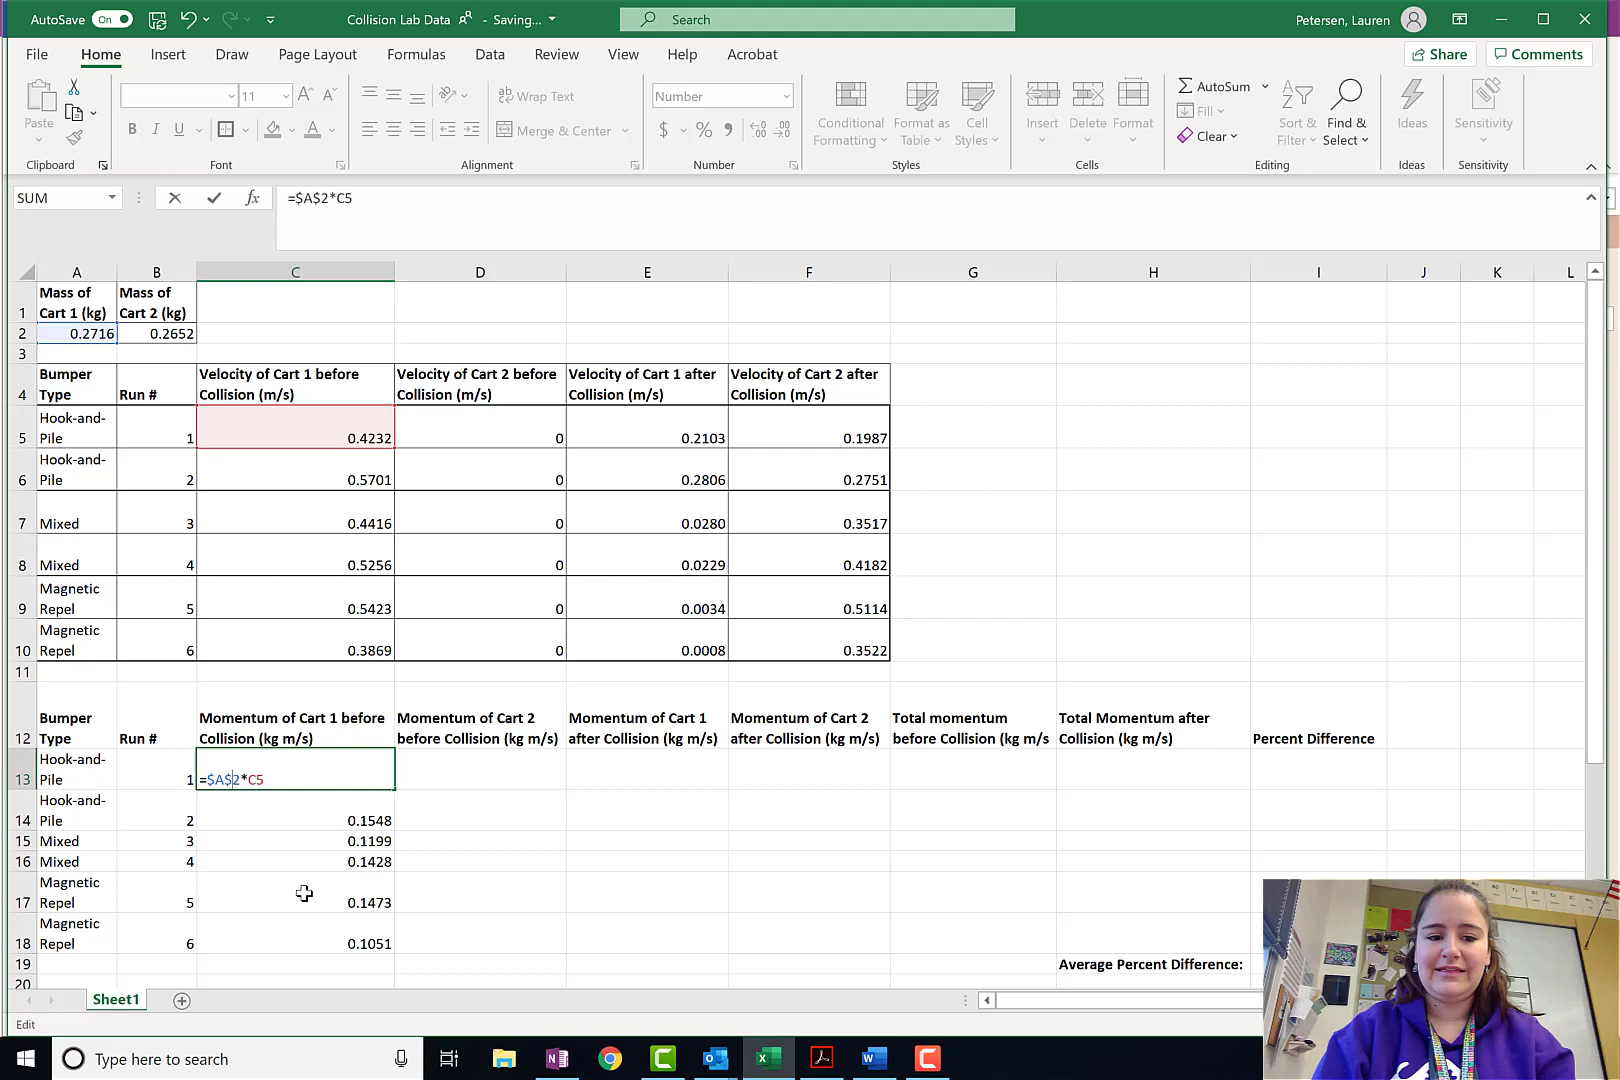 AutoSave On Collision Lab Data - Saving... Search Petersen, Lauren
File Home Insert Draw Page Layout Formulas Data Review View Help Acrobat Share Comments
Paste 11 A A ab Wrap Text Number Conditional Formatting Format as Table Cell Styles Insert Delete Format AutoSum Sort & Filter Find & Select Ideas Sensitivity
B I U A Merge & Center $ % Fill Clear
Clipboard Font Alignment Number Styles Cells Editing Ideas Sensitivity
SUM fx =$A$2*C5
A B C D E F G H I J K L
1 Mass of Cart 1 (kg) Mass of Cart 2 (kg)
2 0.2716 0.2652
3
4 Bumper Type Run # Velocity of Cart 1 before Collision (m/s) Velocity of Cart 2 before Collision (m/s) Velocity of Cart 1 after Collision (m/s) Velocity of Cart 2 after Collision (m/s)
5 Hook-and-Pile 1 0.4232 0 0.2103 0.1987
6 Hook-and-Pile 2 0.5701 0 0.2806 0.2751
7 Mixed 3 0.4416 0 0.0280 0.3517
8 Mixed 4 0.5256 0 0.0229 0.4182
9 Magnetic Repel 5 0.5423 0 0.0034 0.5114
10 Magnetic Repel 6 0.3869 0 0.0008 0.3522
11
12 Bumper Type Run # Momentum of Cart 1 before Collision (kg m/s) Momentum of Cart 2 before Collision (kg m/s) Momentum of Cart 1 after Collision (kg m/s) Momentum of Cart 2 after Collision (kg m/s) Total momentum before Collision (kg m/s Total Momentum after Collision (kg m/s) Percent Difference
13 Hook-and-Pile 1 =$A$2*C5
14 Hook-and-Pile 2 0.1548
15 Mixed 3 0.1199
16 Mixed 4 0.1428
17 Magnetic Repel 5 0.1473
18 Magnetic Repel 6 0.1051
19 Average Percent Difference:
20
Sheet1
Edit
Type here to search